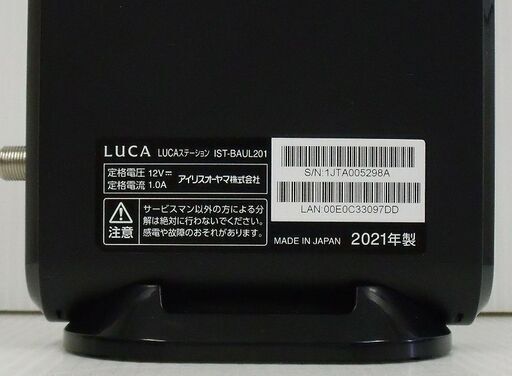 LUCA LUCAステーション IST-BAUL201
定格電圧 12V⎓
定格電流 1.0A
アイリスオーヤマ株式会社
注意
サービスマン以外の方による分
解は絶対に行わないでください。
感電や故障のおそれがあります。
S/N:1JTA005298A
LAN:00E0C33097DD
MADE IN JAPAN 2021年製